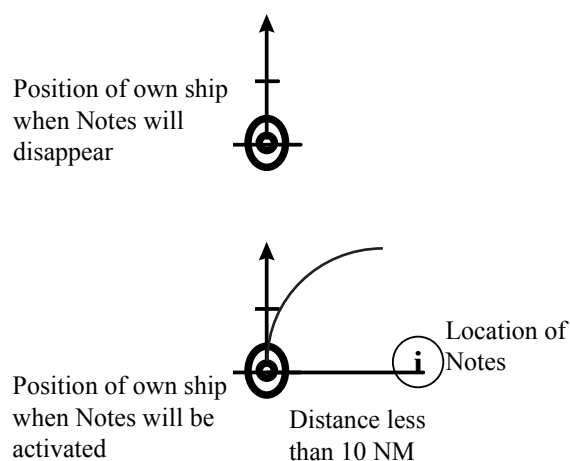 Position of own ship
when Notes will
disappear
i
Location of
Notes
Position of own ship
when Notes will be
activated
Distance less
than 10 NM